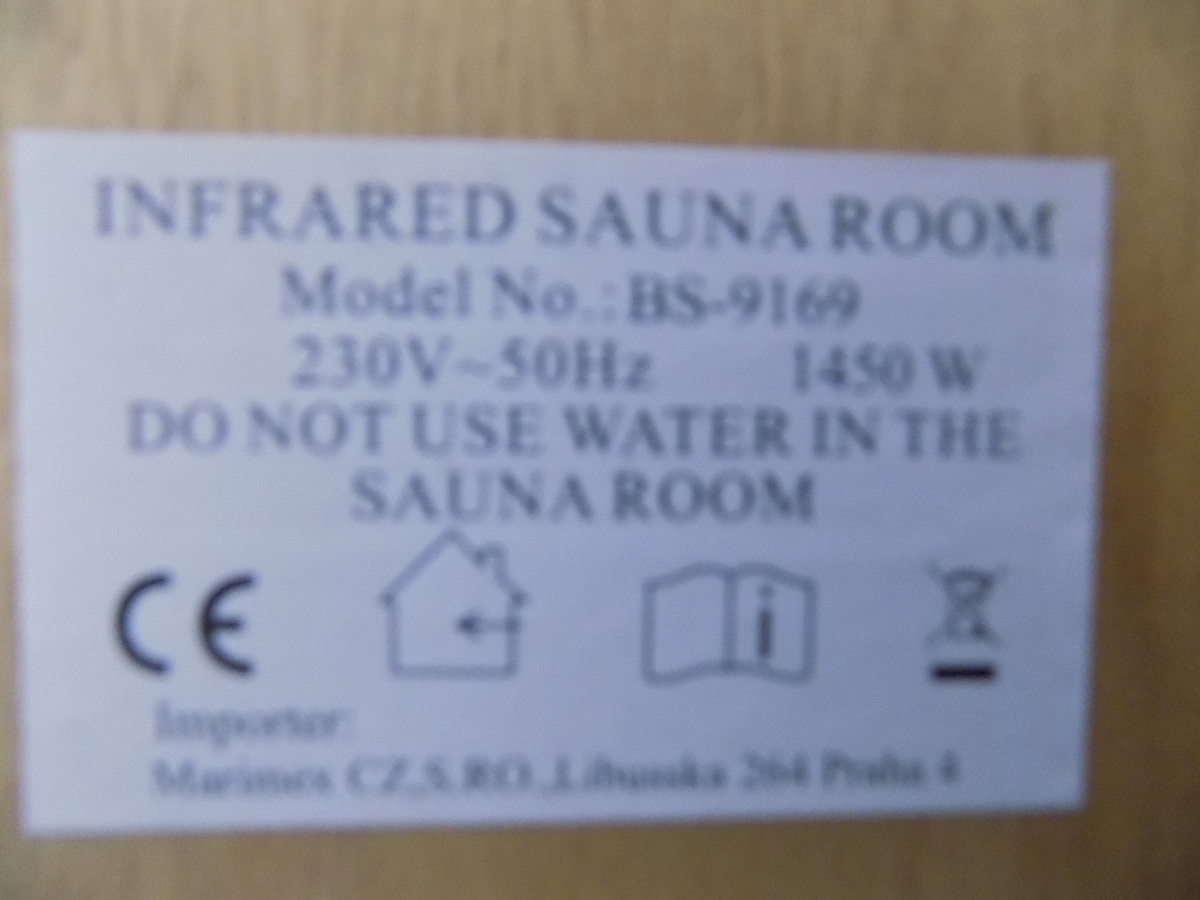 INFRARED SAUNA ROOM
Model No.:BS-9169
230V~50Hz 1450 W
DO NOT USE WATER IN THE
SAUNA ROOM
CE
i
Importer:
Marimex CZ,S.RO.,Libusska 264 Praha 4